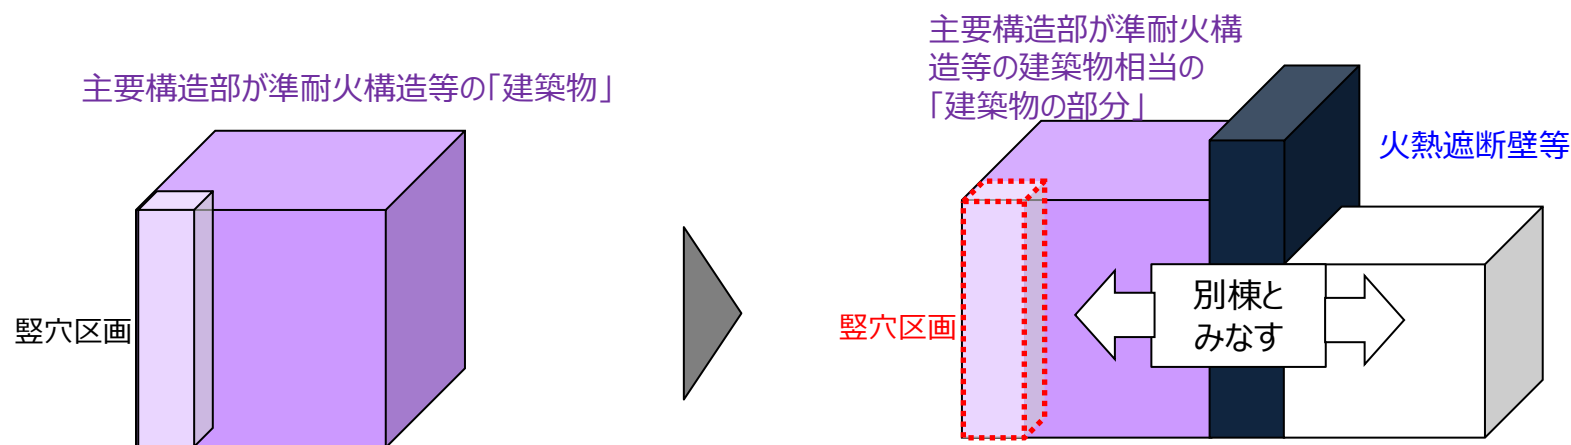 主要構造部が準耐火構造等の「建築物」
竪穴区画
主要構造部が準耐火構
造等の建築物相当の
「建築物の部分」
火熱遮断壁等
竪穴区画
別棟と
みなす